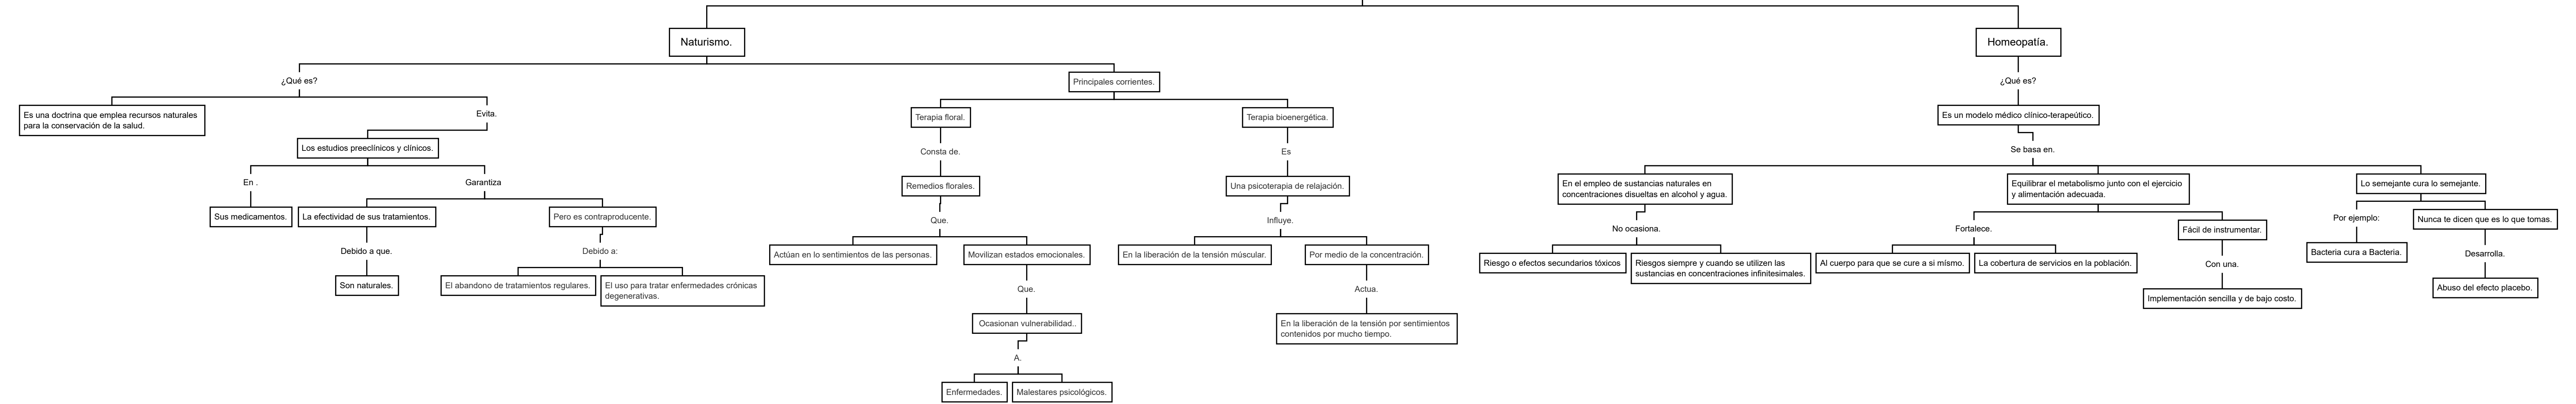 Naturismo.
Homeopatía.
¿Qué es?
Principales corrientes.
¿Qué es?
Es una doctrina que emplea recursos naturales
para la conservación de la salud.
Evita.
Terapia floral.
Terapia bioenergética.
Es un modelo médico clínico-terapeútico.
Los estudios preeclínicos y clínicos.
Consta de.
Es
Se basa en.
En .
Garantiza
Remedios florales.
Una psicoterapia de relajación.
En el empleo de sustancias naturales en
concentraciones disueltas en alcohol y agua.
Equilibrar el metabolismo junto con el ejercicio
y alimentación adecuada.
Lo semejante cura lo semejante.
Sus medicamentos.
La efectividad de sus tratamientos.
Pero es contraproducente.
Que.
Influye.
No ocasiona.
Fortalece.
Fácil de instrumentar.
Por ejemplo:
Nunca te dicen que es lo que tomas.
Debido a que.
Debido a:
Actúan en lo sentimientos de las personas.
Movilizan estados emocionales.
En la liberación de la tensión múscular.
Por medio de la concentración.
Riesgo o efectos secundarios tóxicos
Riesgos siempre y cuando se utilicen las
sustancias en concentraciones infinitesimales.
Al cuerpo para que se cure a si mísmo.
La cobertura de servicios en la población.
Con una.
Bacteria cura a Bacteria.
Desarrolla.
Son naturales.
El abandono de tratamientos regulares.
El uso para tratar enfermedades crónicas
degenerativas.
Que.
Actua.
Implementación sencilla y de bajo costo.
Abuso del efecto placebo.
Ocasionan vulnerabilidad..
En la liberación de la tensión por sentimientos
contenidos por mucho tiempo.
A.
Enfermedades.
Malestares psicológicos.